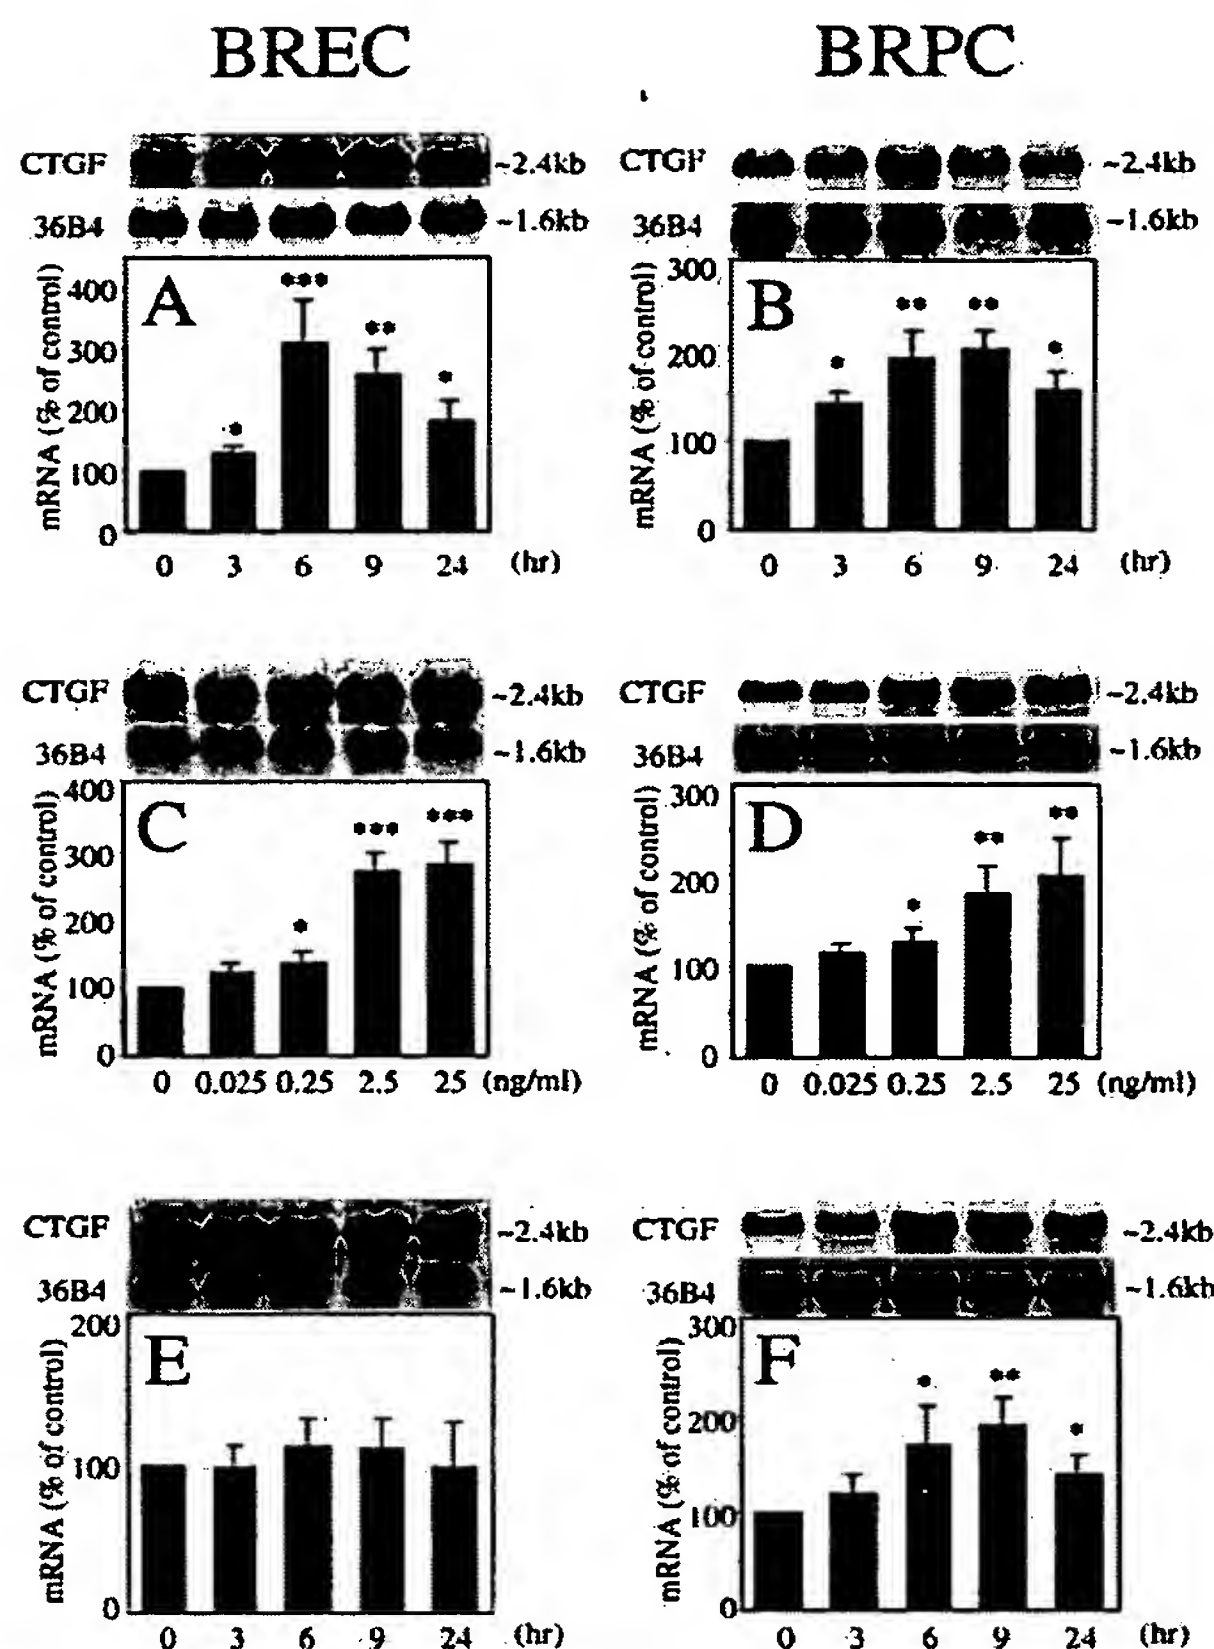 BREC BRPC
CTGF ~2.4kb CTGF ~2.4kb
36B4 ~1.6kb 36B4 ~1.6kb
mRNA (% of control) 400 300 200 100 0 A *** ** * *
0 3 6 9 24 (hr)
mRNA (% of control) 300 200 100 0 B * ** ** *
0 3 6 9 24 (hr)
CTGF ~2.4kb CTGF ~2.4kb
36B4 ~1.6kb 36B4 ~1.6kb
mRNA (% of control) 400 300 200 100 0 C * *** ***
0 0.025 0.25 2.5 25 (ng/ml)
mRNA (% of control) 300 200 100 0 D * ** **
0 0.025 0.25 2.5 25 (ng/ml)
CTGF ~2.4kb CTGF ~2.4kb
36B4 ~1.6kb 36B4 ~1.6kb
mRNA (% of control) 200 100 0 E
0 3 6 9 24 (hr)
mRNA (% of control) 300 200 100 0 F * ** *
0 3 6 9 24 (hr)